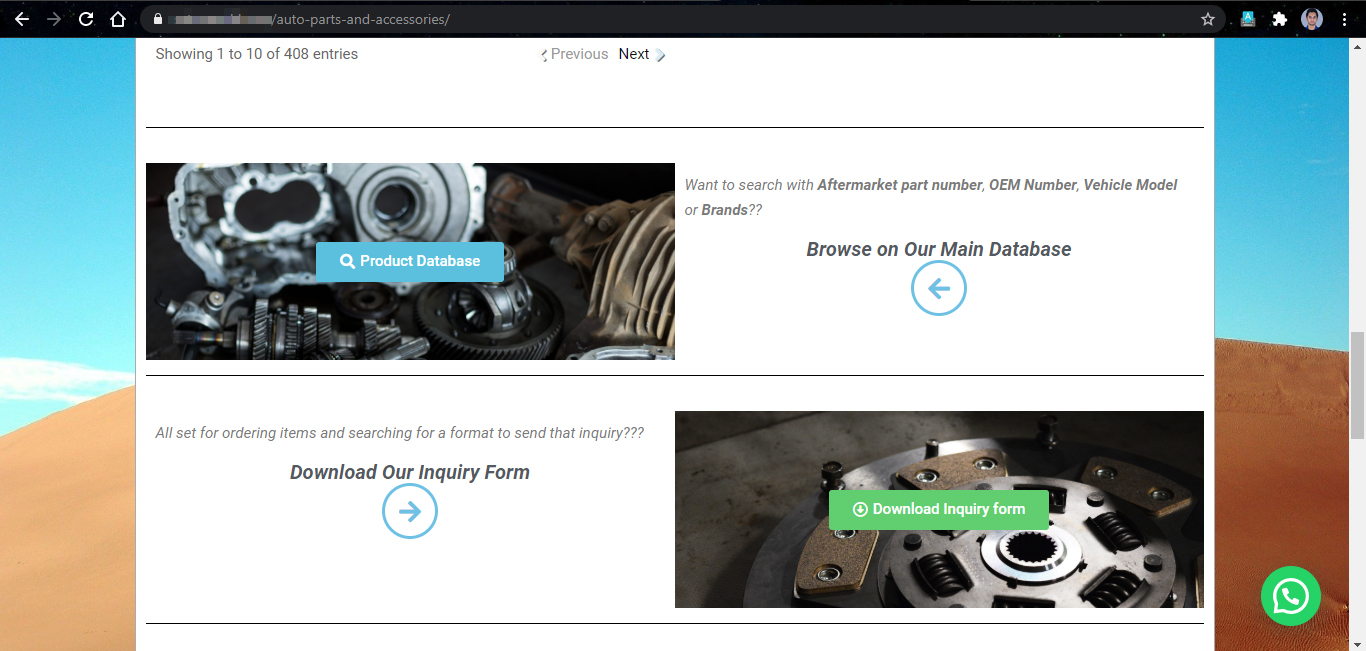 /auto-parts-and-accessories/
Showing 1 to 10 of 408 entries
Previous Next
Want to search with Aftermarket part number, OEM Number, Vehicle Model
or Brands??
Product Database
Browse on Our Main Database
All set for ordering items and searching for a format to send that inquiry???
Download Our Inquiry Form
Download Inquiry form